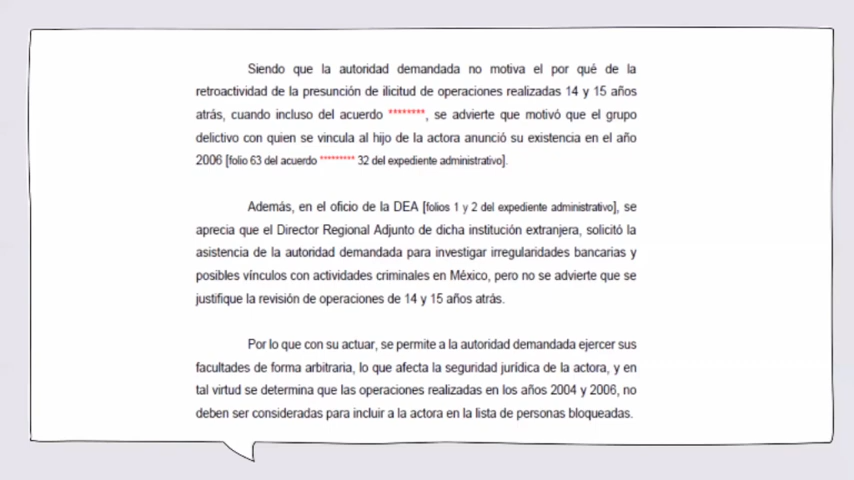 Siendo que la autoridad demandada no motiva el por qué de la
retroactividad de la presunción de ilicitud de operaciones realizadas 14 y 15 años
atrás, cuando incluso del acuerdo ********, se advierte que motivó que el grupo
delictivo con quien se vincula al hijo de la actora anunció su existencia en el año
2006 [folio 63 del acuerdo ********* 32 del expediente administrativo].
Además, en el oficio de la DEA [folios 1 y 2 del expediente administrativo], se
aprecia que el Director Regional Adjunto de dicha institución extranjera, solicitó la
asistencia de la autoridad demandada para investigar irregularidades bancarias y
posibles vínculos con actividades criminales en México, pero no se advierte que se
justifique la revisión de operaciones de 14 y 15 años atrás.
Por lo que con su actuar, se permite a la autoridad demandada ejercer sus
facultades de forma arbitraria, lo que afecta la seguridad jurídica de la actora, y en
tal virtud se determina que las operaciones realizadas en los años 2004 y 2006, no
deben ser consideradas para incluir a la actora en la lista de personas bloqueadas.